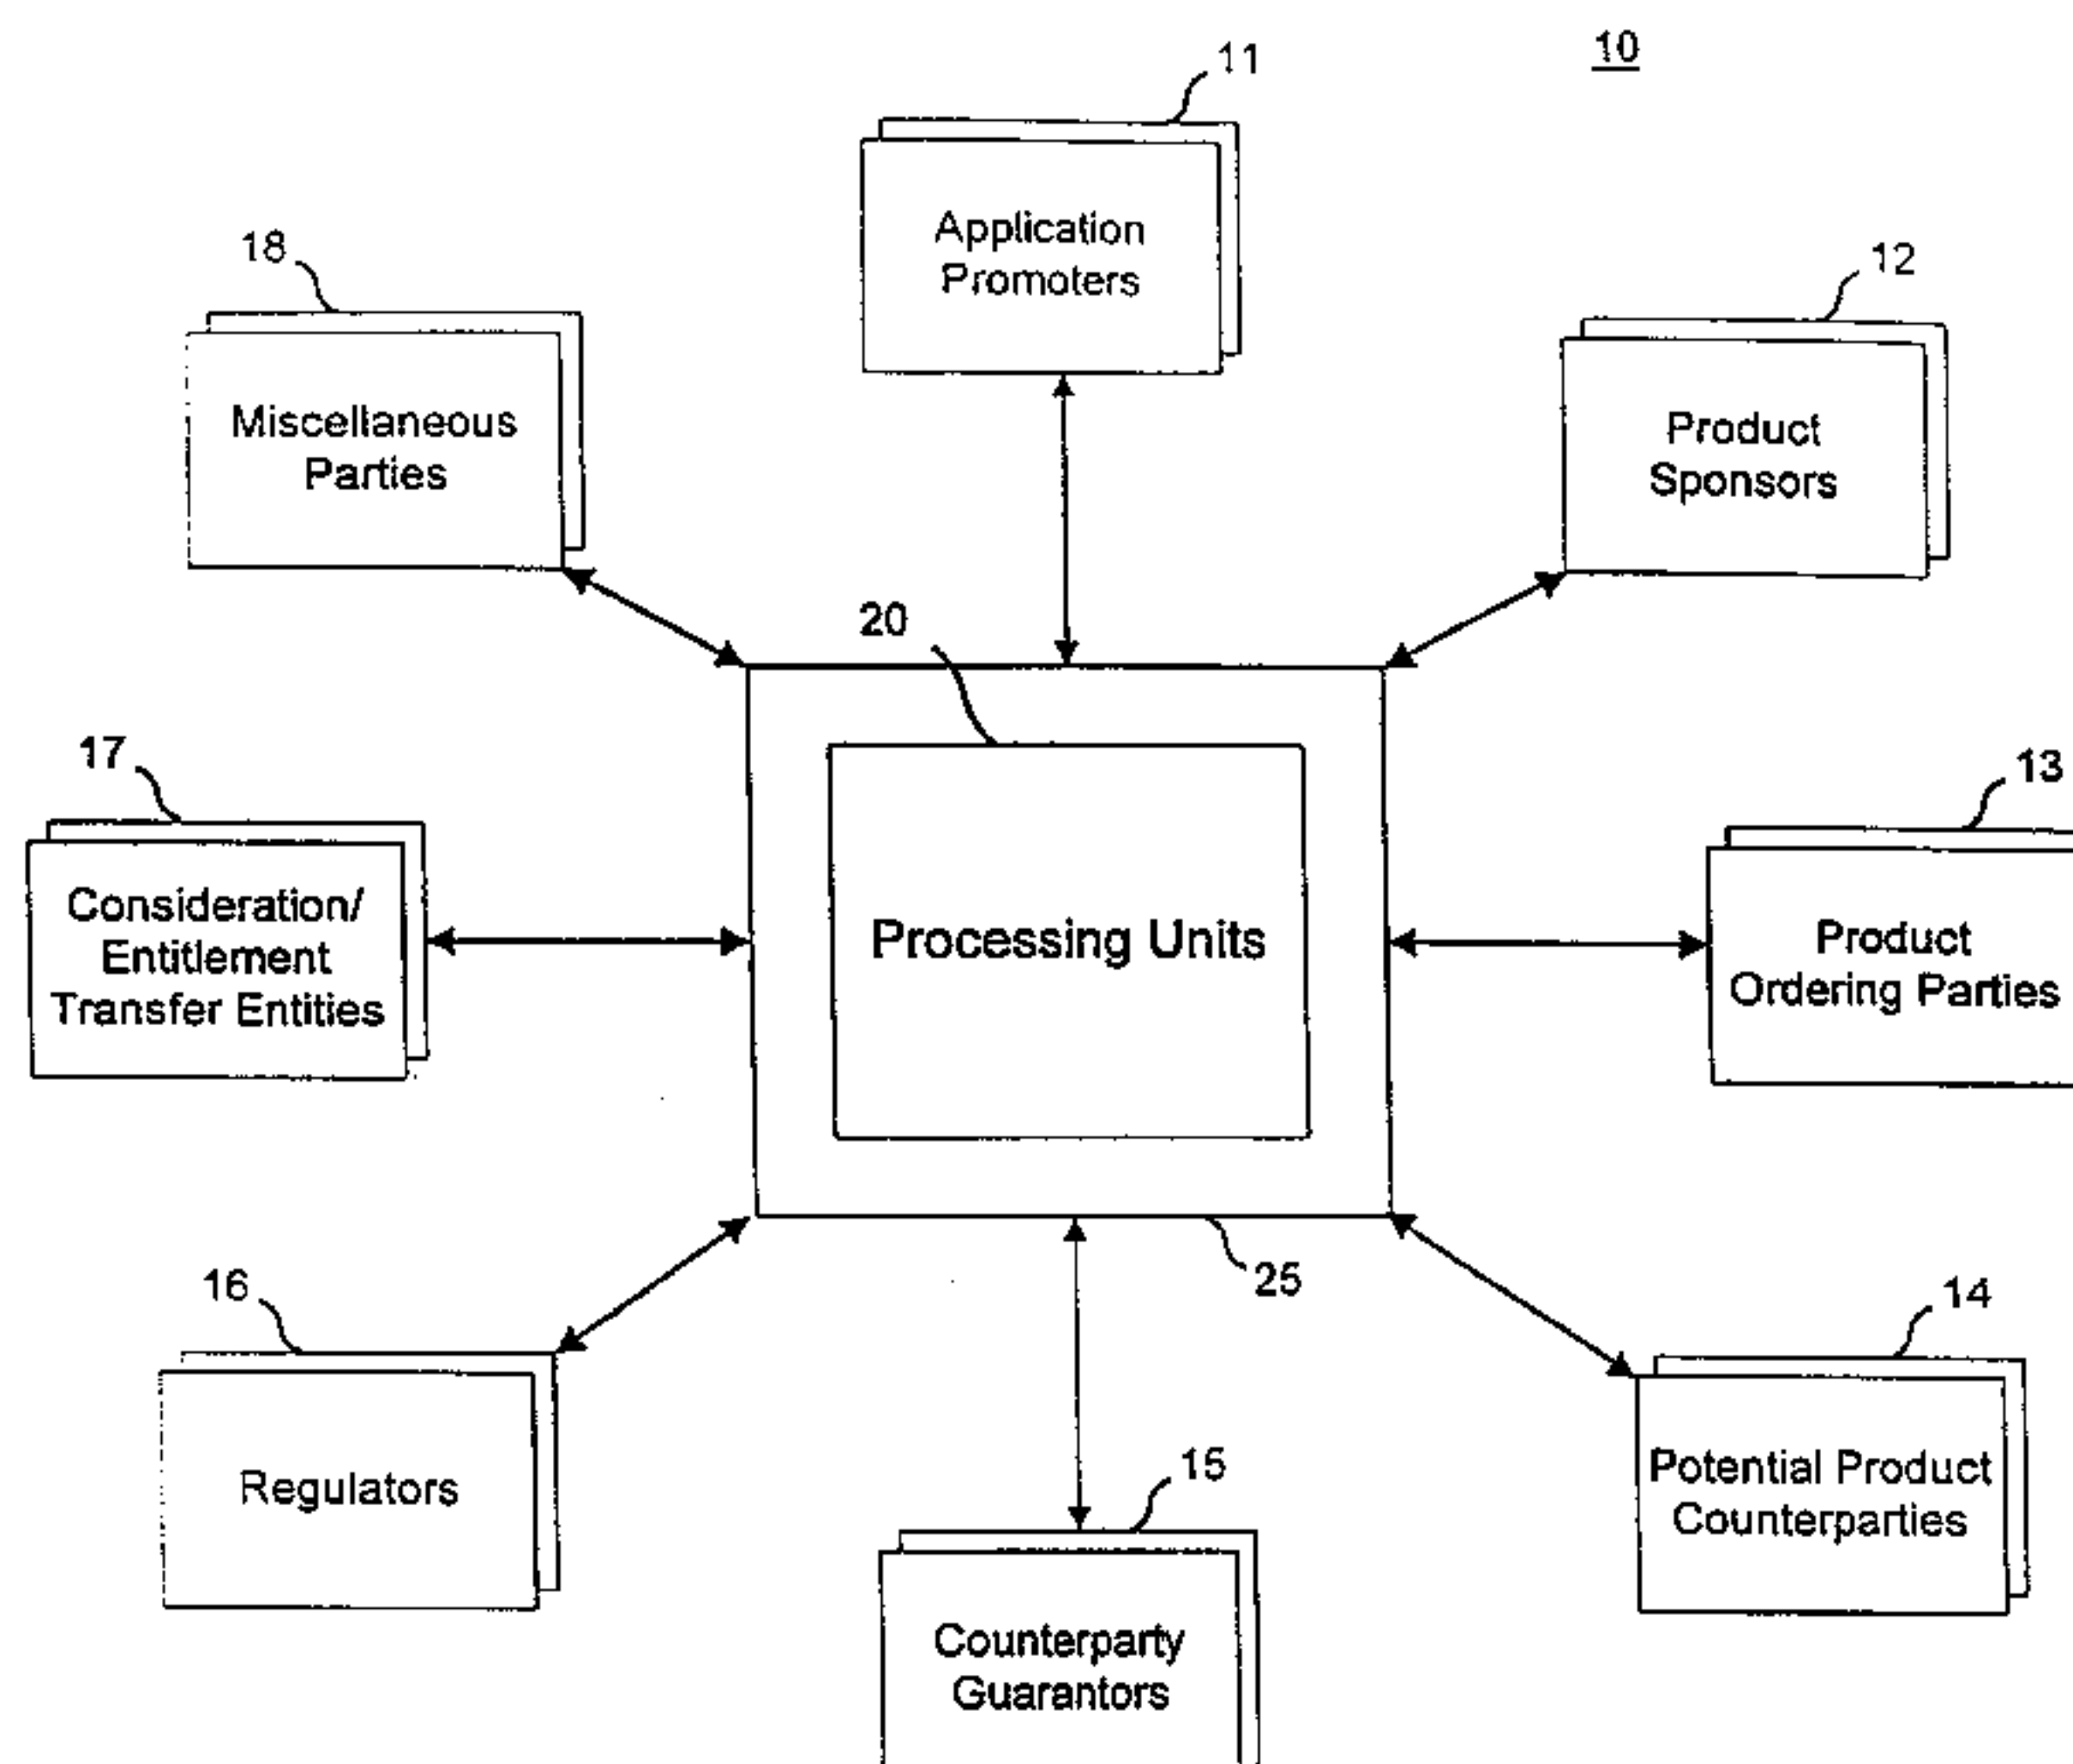 10
11
Application
Promoters
18
Miscellaneous
Parties
12
Product
Sponsors
20
Processing Units
17
Consideration/
Entitlement
Transfer Entities
13
Product
Ordering Parties
25
16
Regulators
15
Counterparty
Guarantors
14
Potential Product
Counterparties